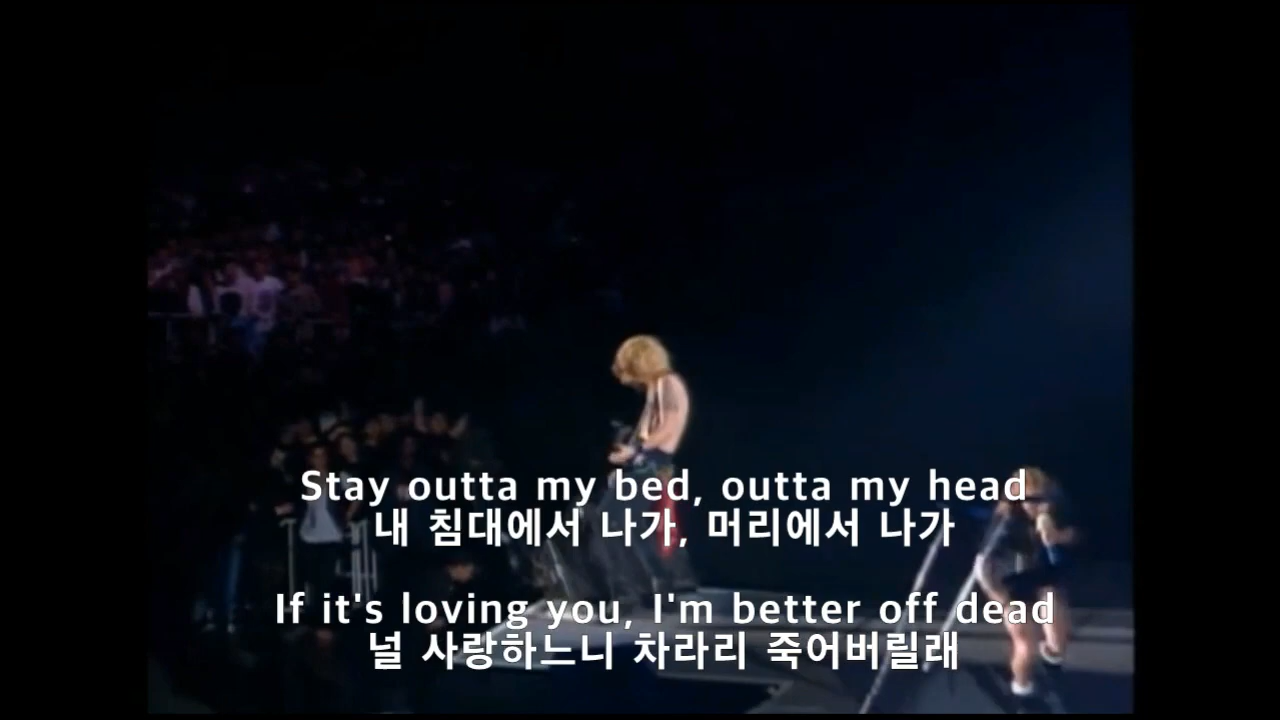 Stay outta my bed, outta my head
내 침대에서 나가, 머리에서 나가
If it's loving you, I'm better off dead
널 사랑하느니 차라리 죽어버릴래